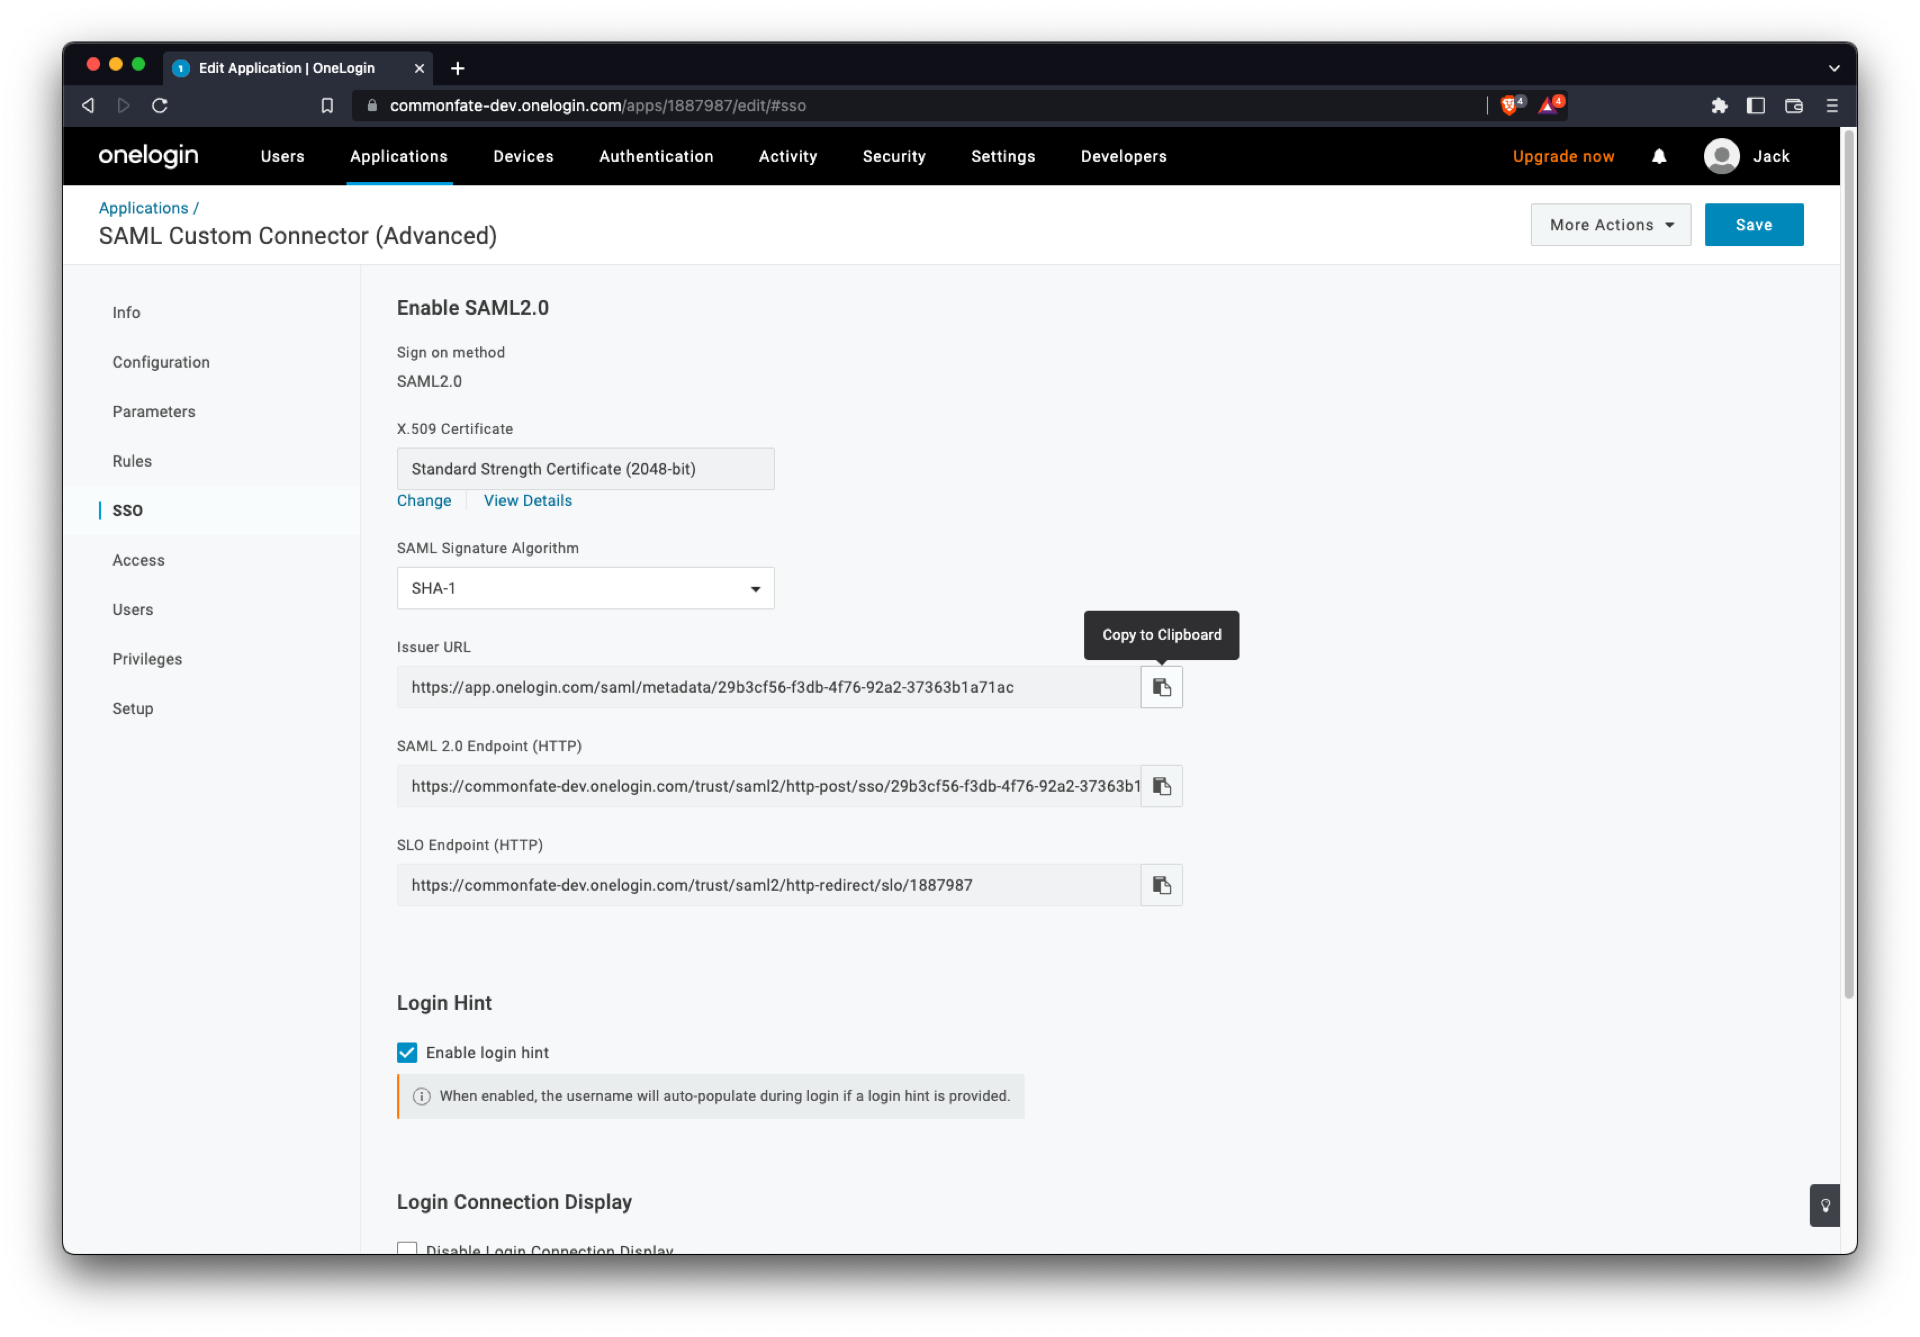 Edit Application | OneLogin
commonfate-dev.onelogin.com/apps/1887987/edit/#sso
4
4
onelogin
Users
Applications
Devices
Authentication
Activity
Security
Settings
Developers
Upgrade now
Jack
Applications /
SAML Custom Connector (Advanced)
More Actions
Save
Info
Configuration
Parameters
Rules
SSO
Access
Users
Privileges
Setup
Enable SAML2.0
Sign on method
SAML2.0
X.509 Certificate
Standard Strength Certificate (2048-bit)
Change
View Details
SAML Signature Algorithm
SHA-1
Copy to Clipboard
Issuer URL
https://app.onelogin.com/saml/metadata/29b3cf56-f3db-4f76-92a2-37363b1a71ac
SAML 2.0 Endpoint (HTTP)
https://commonfate-dev.onelogin.com/trust/saml2/http-post/sso/29b3cf56-f3db-4f76-92a2-37363b1
SLO Endpoint (HTTP)
https://commonfate-dev.onelogin.com/trust/saml2/http-redirect/slo/1887987
Login Hint
Enable login hint
When enabled, the username will auto-populate during login if a login hint is provided.
Login Connection Display
Disable Login Connection Display